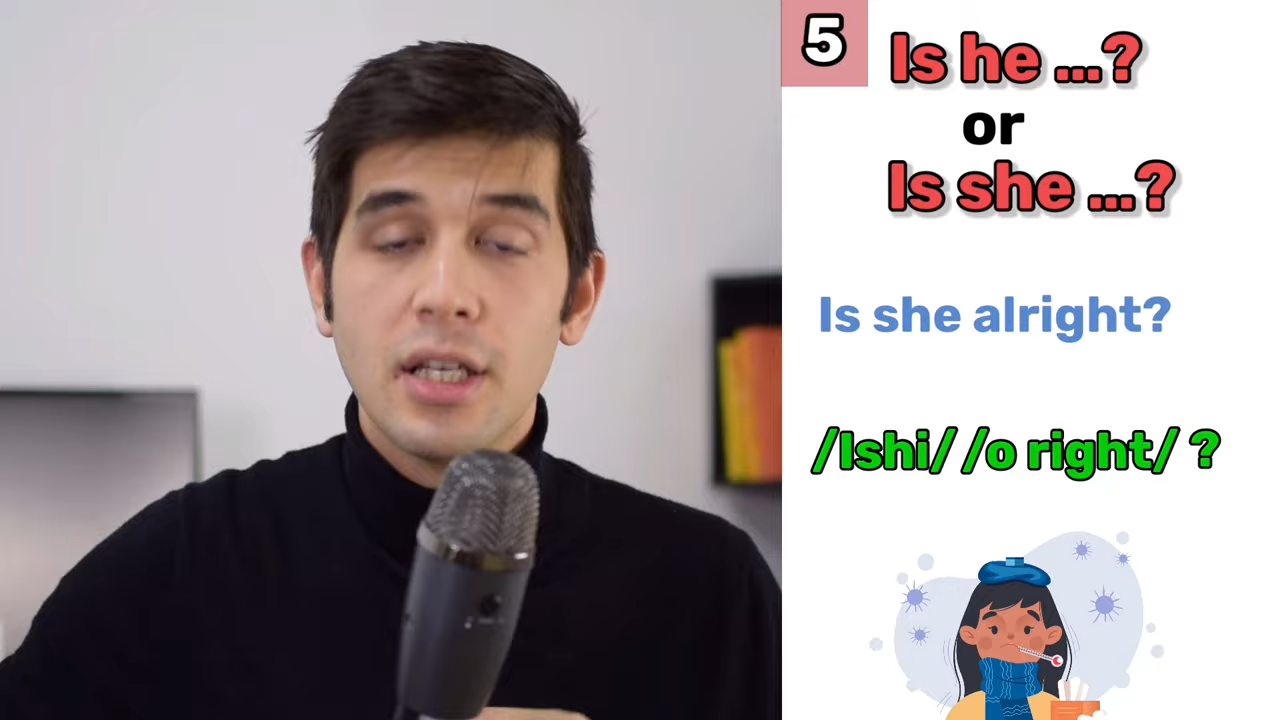 5
Is he ...?
or
Is she ...?
Is she alright?
/Ishi/ /o right/ ?